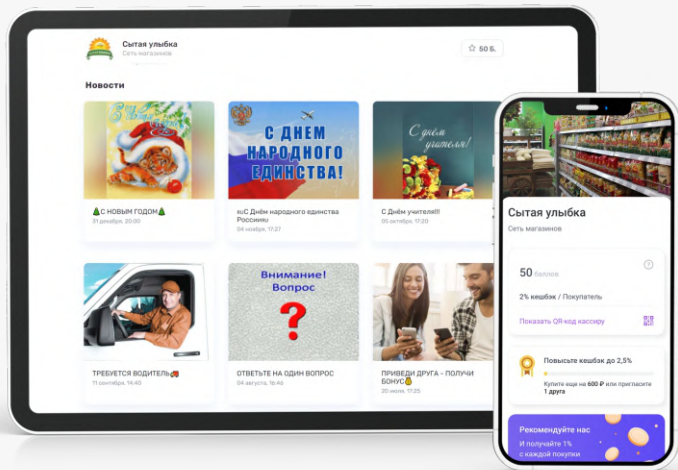 Сытая улыбка
Сеть магазинов
50 Б.
Новости
С ДНЕМ
НАРОДНОГО
ЕДИНСТВА!
С днем
учителя!
🎄С НОВЫМ ГОДОМ🎄
31 декабря, 20:00
С Днём народного единства
России
04 ноября, 17:27
С Днём учителя!!!
05 октября, 17:20
Внимание!
Вопрос
?
ТРЕБУЕТСЯ ВОДИТЕЛЬ🚚
11 сентября, 14:40
ОТВЕТЬТЕ НА ОДИН ВОПРОС
04 августа, 16:46
ПРИВЕДИ ДРУГА - ПОЛУЧИ
БОНУС💰
20 июля, 17:25
Сытая улыбка
Сеть магазинов
50 баллов
?
2% кешбэк / Покупатель
Показать QR-код кассиру
Повысьте кешбэк до 2,5%
Купите еще на 600 ₽ или пригласите
1 друга
Рекомендуйте нас
И получайте 1%
с каждой покупки